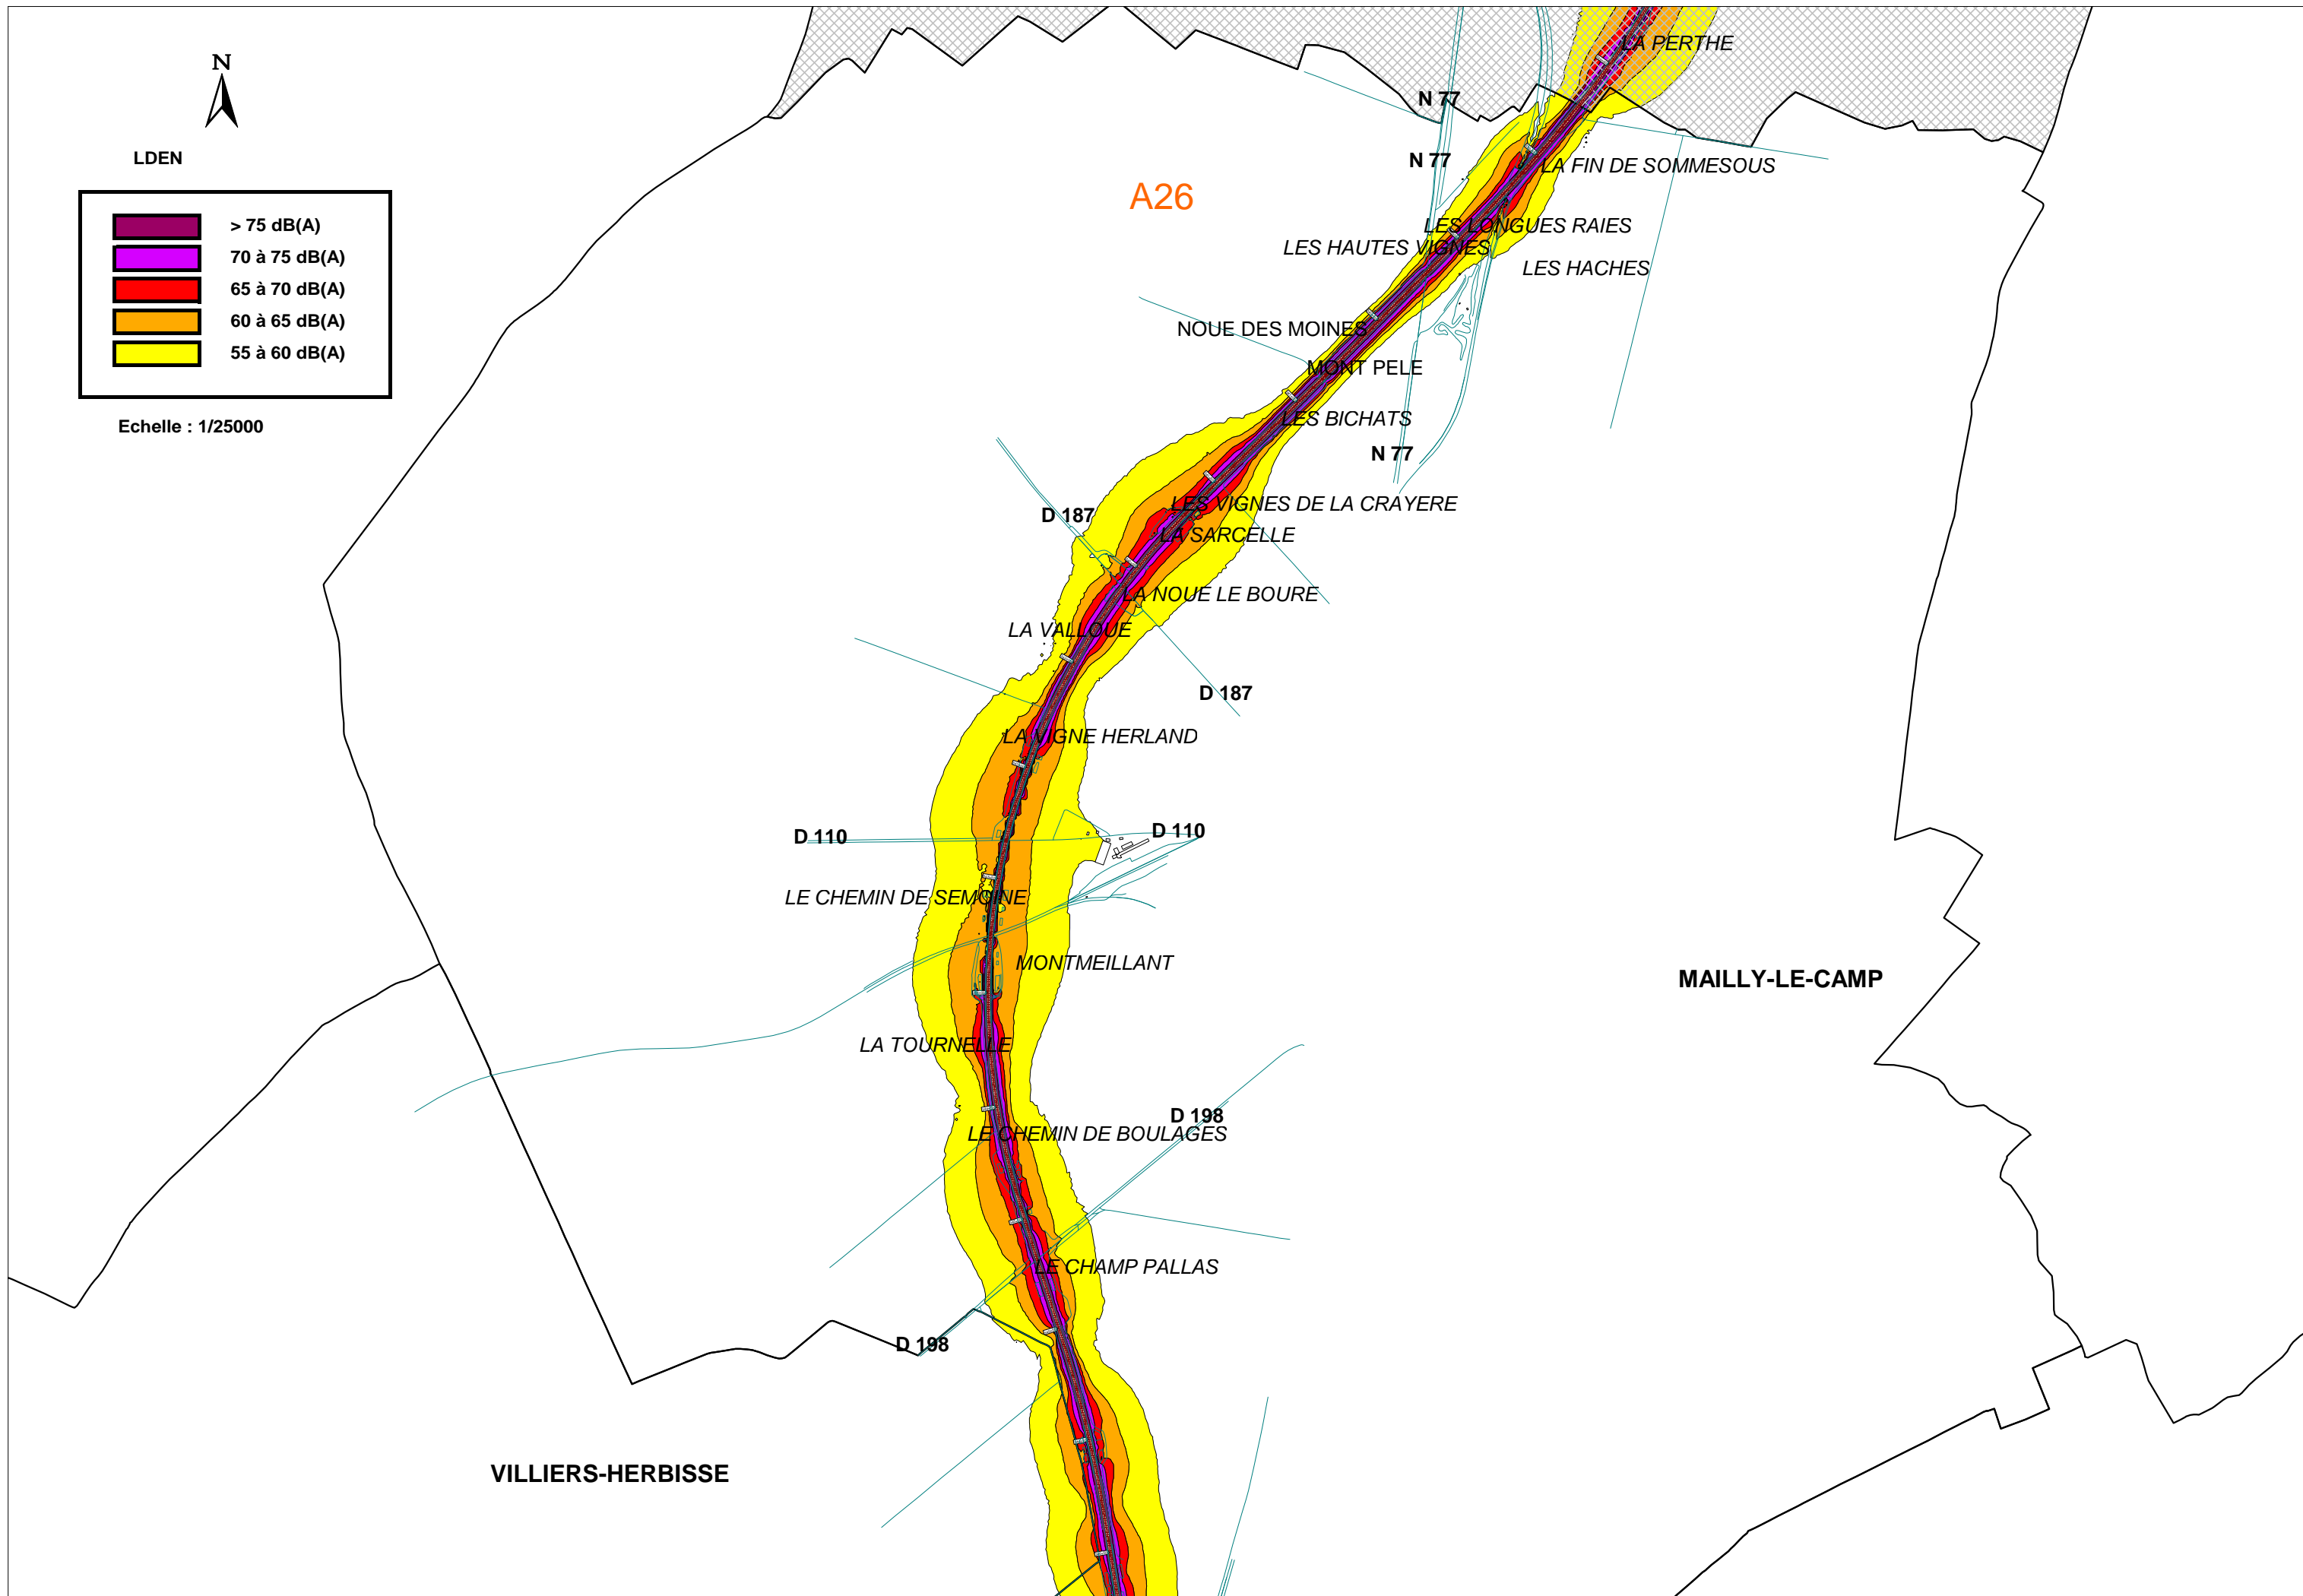 LA PERTHE
N
N 77
LDEN
N 77
LA FIN DE SOMMESOUS
A26
> 75 dB(A)
70 à 75 dB(A)
65 à 70 dB(A)
60 à 65 dB(A)
55 à 60 dB(A)
LES LONGUES RAIES
LES HAUTES VIGNES
LES HACHES
NOUE DES MOINES
MONT PELE
LES BICHATS
Echelle : 1/25000
N 77
LES VIGNES DE LA CRAYERE
D 187
LA SARCELLE
LA NOUE LE BOURE
LA VALLOUE
D 187
LA VIGNE HERLAND
D 110
D 110
LE CHEMIN DE SEMOINE
MONTMEILLANT
MAILLY-LE-CAMP
LA TOURNELLE
D 198
LE CHEMIN DE BOULAGES
LE CHAMP PALLAS
D 198
VILLIERS-HERBISSE